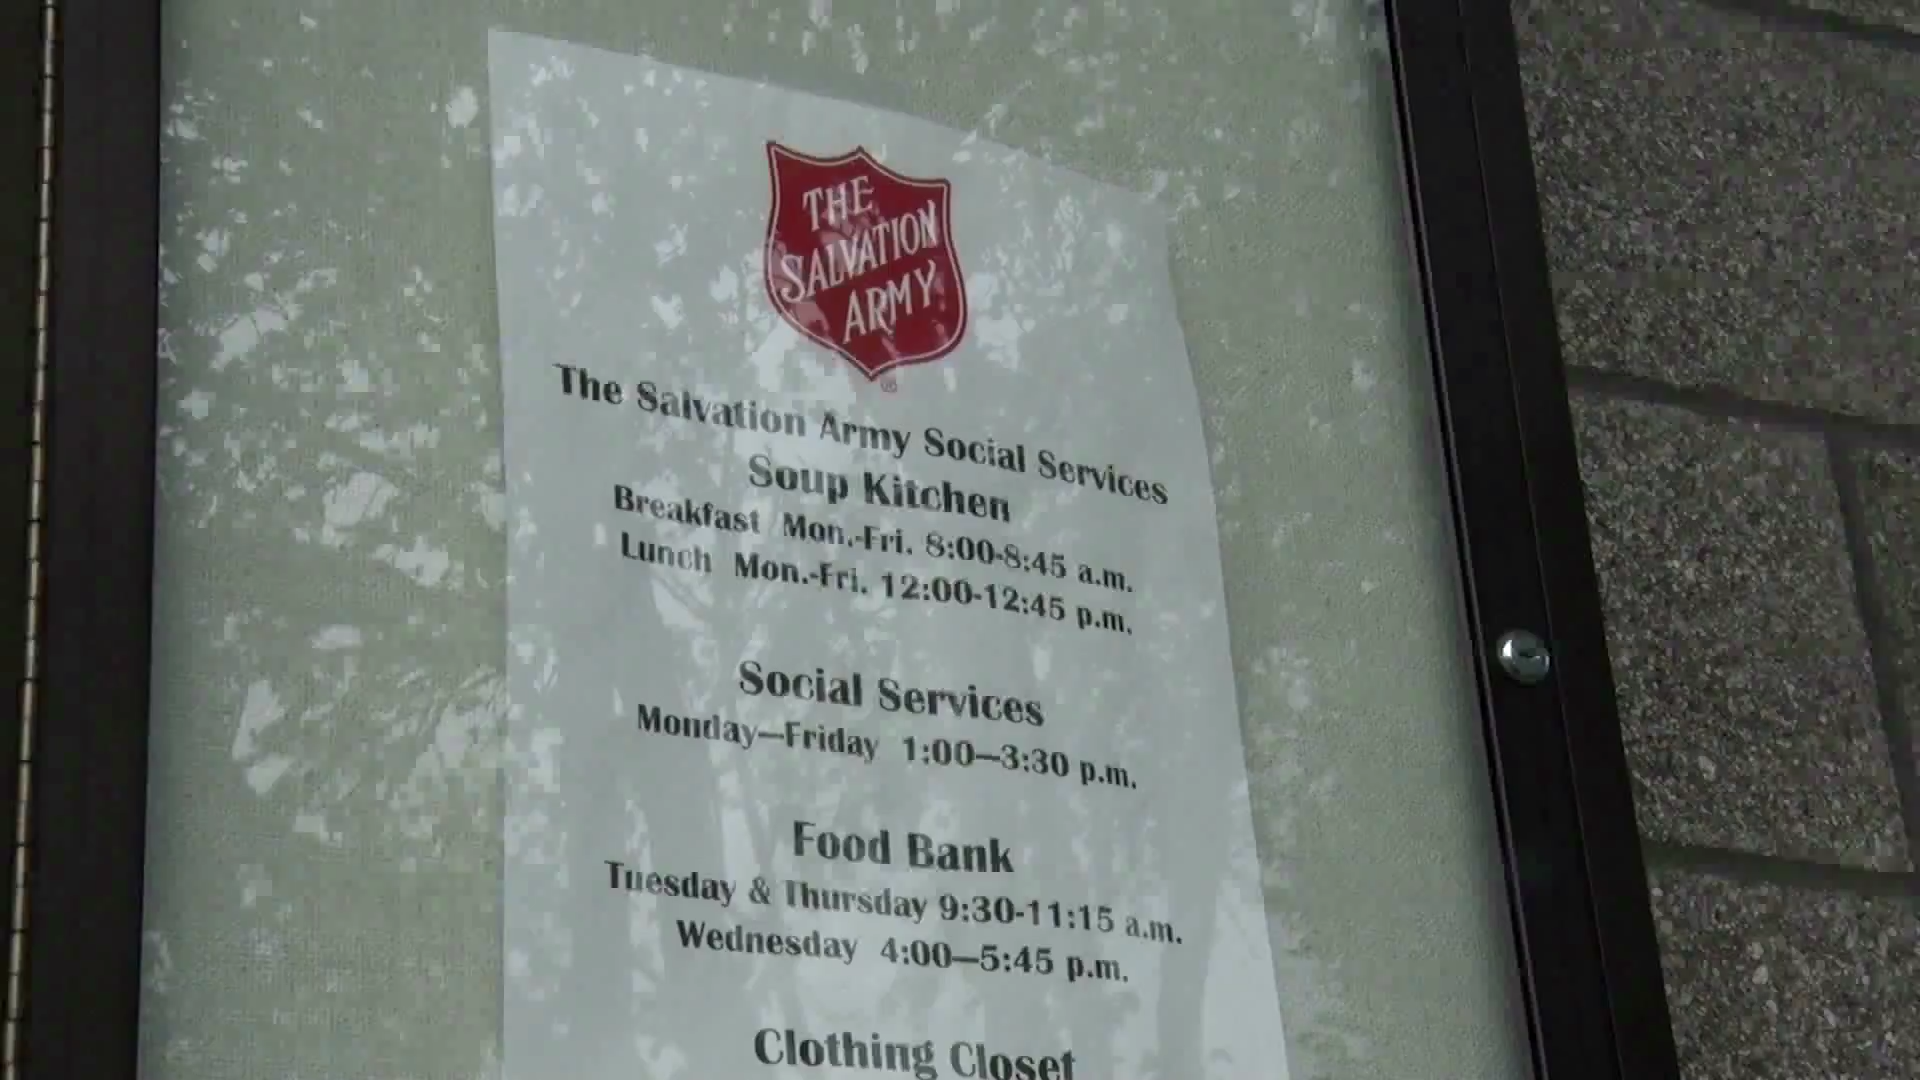 THE
SALVATION
ARMY
®
The Salvation Army Social Services
Soup Kitchen
Breakfast Mon.-Fri. 8:00-8:45 a.m.
Lunch Mon.-Fri. 12:00-12:45 p.m.
Social Services
Monday—Friday 1:00—3:30 p.m.
Food Bank
Tuesday & Thursday 9:30-11:15 a.m.
Wednesday 4:00—5:45 p.m.
Clothing Closet